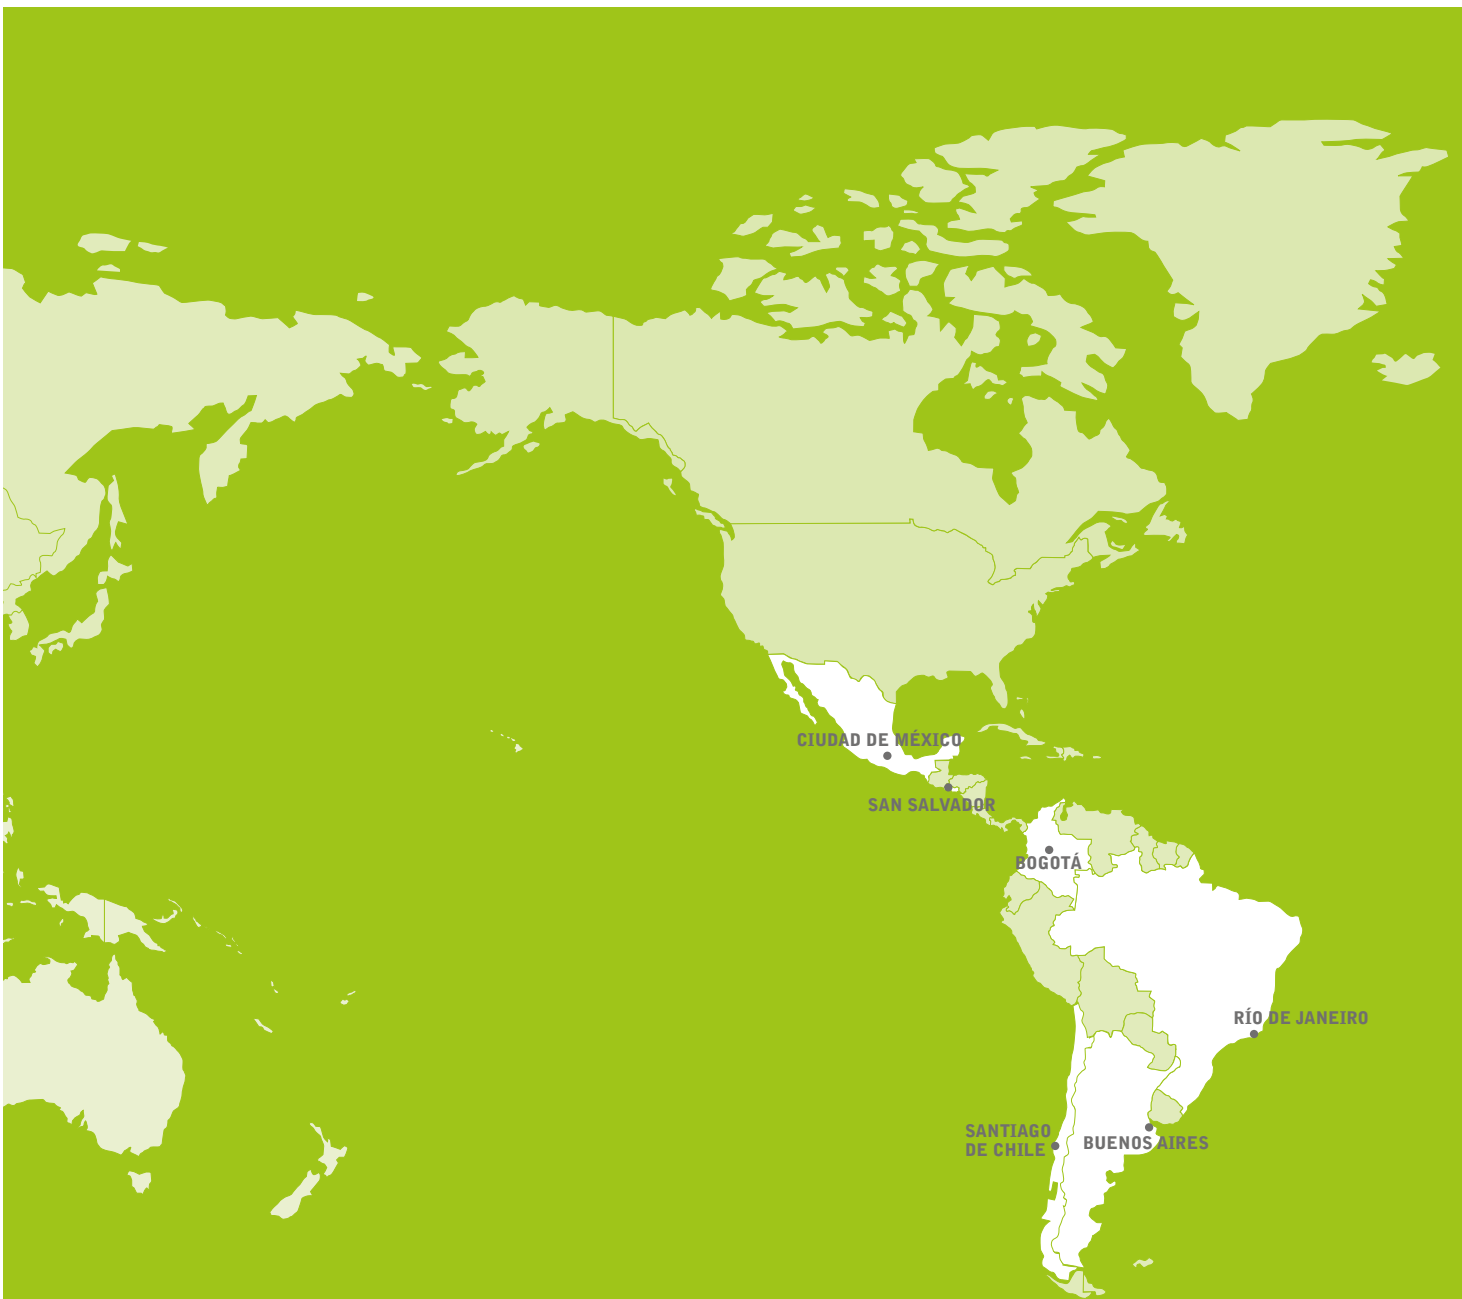 CIUDAD DE MÉXICO
SAN SALVADOR
BOGOTÁ
RÍO DE JANEIRO
SANTIAGO
DE CHILE
BUENOS AIRES